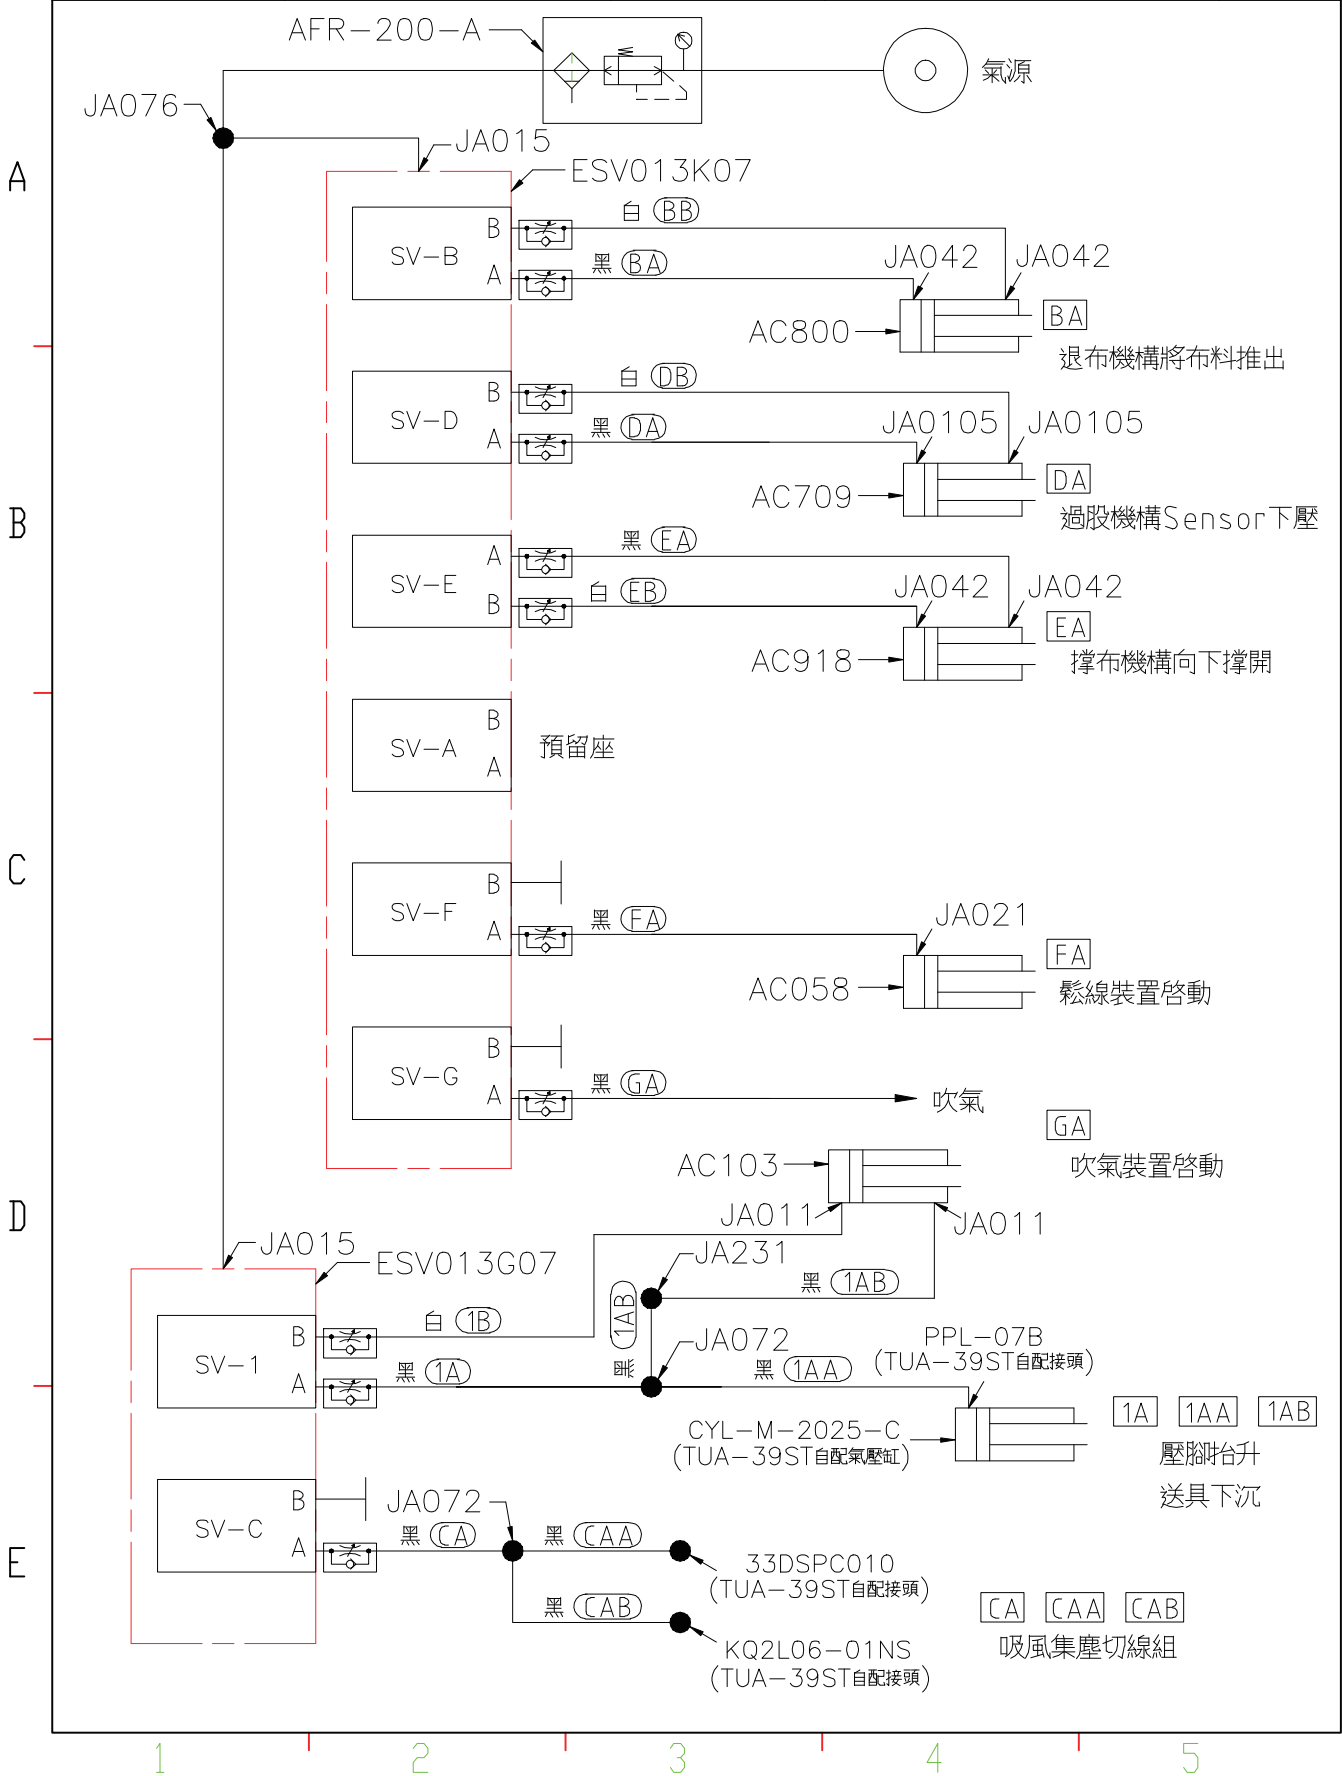 AFR-200-A
氣源
JA076
JA015
A
ESV013K07
白 BB
B
SV-B
A
黑 BA
JA042
JA042
AC800
BA
退布機構將布料推出
白 DB
B
SV-D
A
黑 DA
JA0105
JA0105
AC709
DA
過股機構Sensor下壓
B
黑 EA
A
SV-E
B
白 EB
JA042
JA042
AC918
EA
撐布機構向下撐開
B
SV-A
A
預留座
C
B
SV-F
A
黑 FA
JA021
AC058
FA
鬆線裝置啓動
B
SV-G
A
黑 GA
吹氣
GA
吹氣裝置啓動
AC103
D
JA011
JA011
JA015
ESV013G07
JA231
黑 1AB
1AB
黑
白 1B
B
SV-1
A
黑 1A
JA072
黑 1AA
PPL-07B
(TUA-39ST自配接頭)
CYL-M-2025-C
(TUA-39ST自配氣壓缸)
1A 1AA 1AB
壓腳抬升
送具下沉
B
SV-C
A
JA072
黑 CA
黑 CAA
E
33DSPC010
(TUA-39ST自配接頭)
黑 CAB
KQ2L06-01NS
(TUA-39ST自配接頭)
CA CAA CAB
吸風集塵切線組
1 2 3 4 5